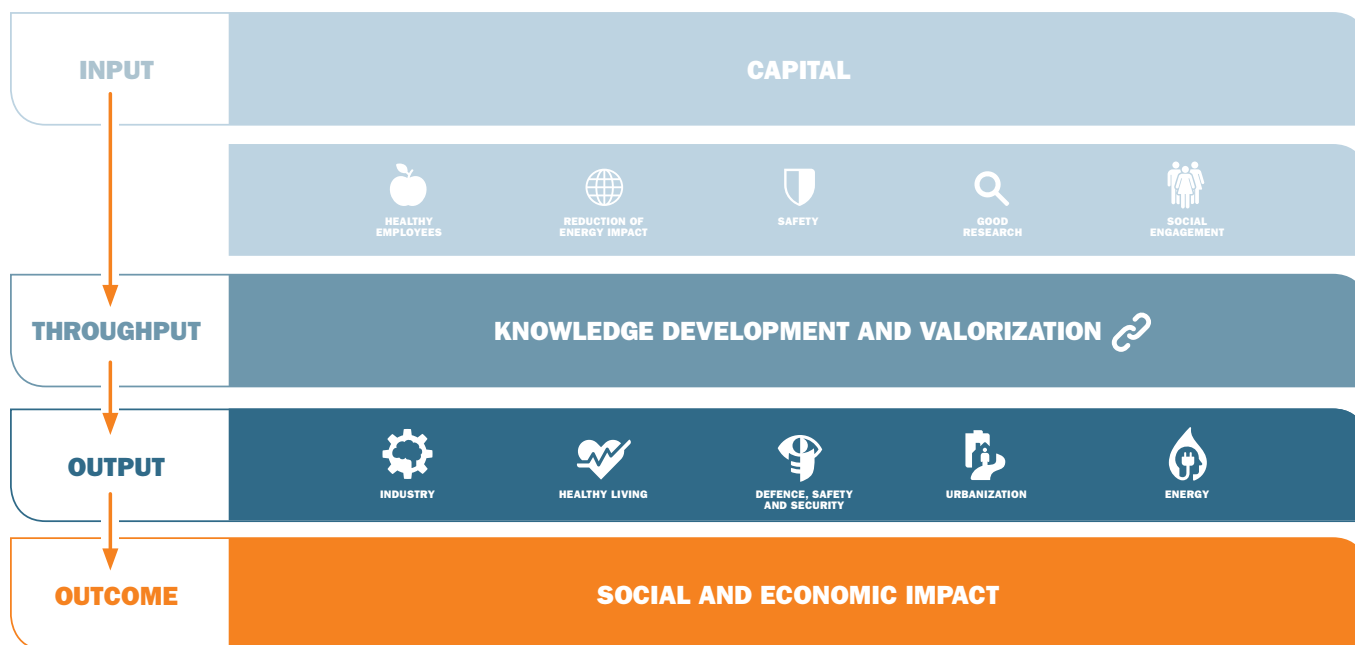 INPUT
CAPITAL
HEALTHY
EMPLOYEES
REDUCTION OF
ENERGY IMPACT
SAFETY
GOOD
RESEARCH
SOCIAL
ENGAGEMENT
THROUGHPUT
KNOWLEDGE DEVELOPMENT AND VALORIZATION
OUTPUT
INDUSTRY
HEALTHY LIVING
DEFENCE, SAFETY
AND SECURITY
URBANIZATION
ENERGY
OUTCOME
SOCIAL AND ECONOMIC IMPACT